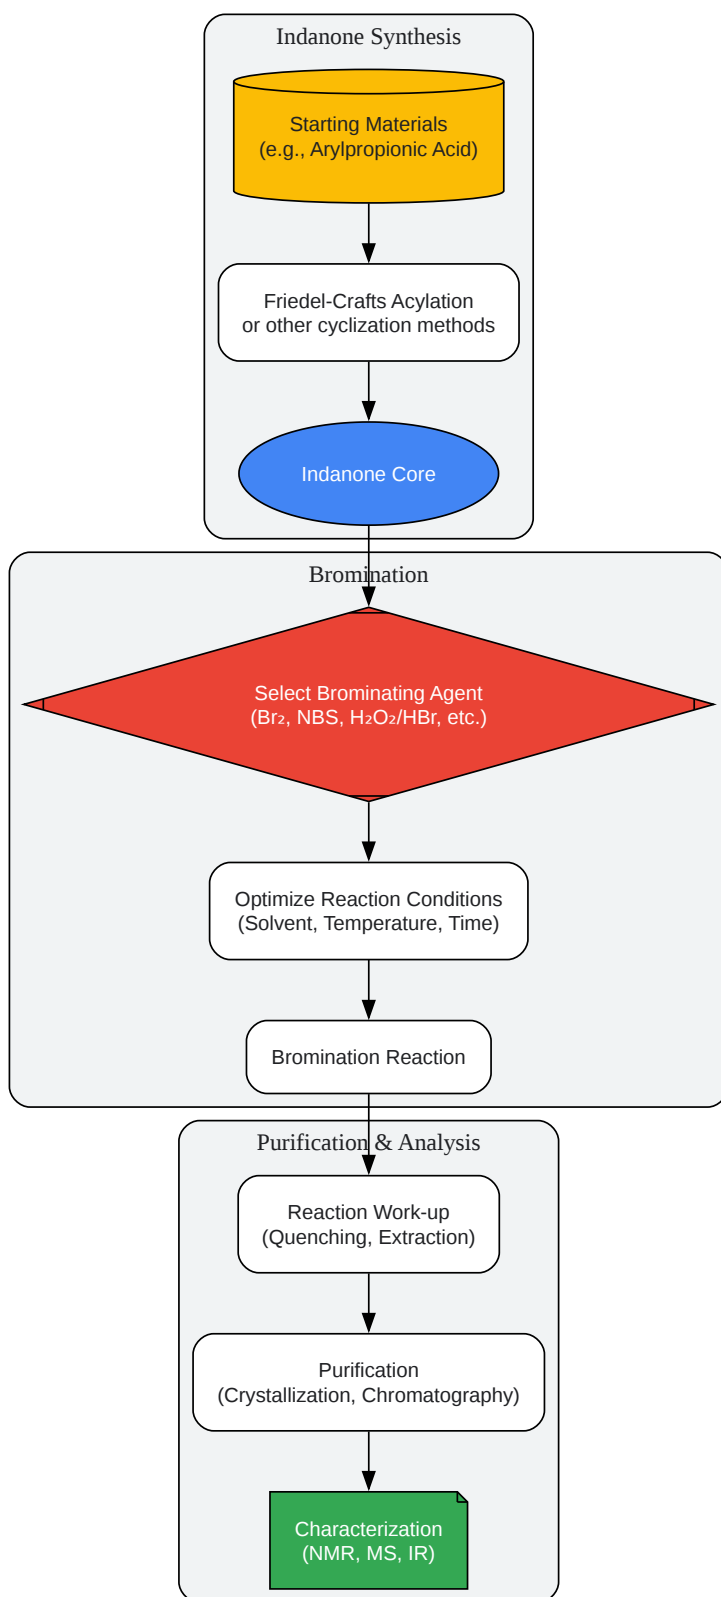 Indanone Synthesis
Starting Materials
(e.g., Arylpropionic Acid)
Friedel-Crafts Acylation
or other cyclization methods
Indanone Core
Bromination
Select Brominating Agent
(Br₂, NBS, H₂O₂/HBr, etc.)
Optimize Reaction Conditions
(Solvent, Temperature, Time)
Bromination Reaction
Purification & Analysis
Reaction Work-up
(Quenching, Extraction)
Purification
(Crystallization, Chromatography)
Characterization
(NMR, MS, IR)